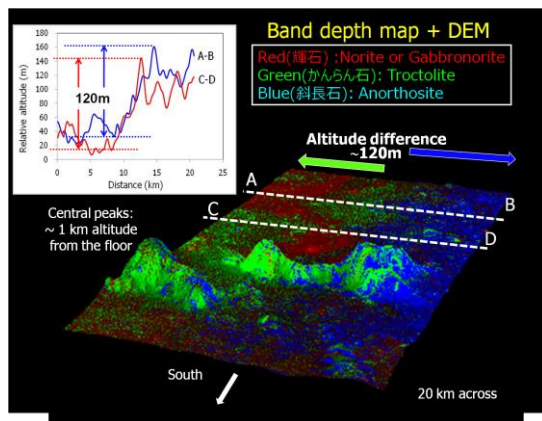 Band depth map + DEM
Red(輝石) :Norite or Gabbronorite
Green(かんらん石): Troctolite
Blue(斜長石): Anorthosite
Relative altitude (m)
180
160
140
120
100
80
60
40
20
0
0
5
10
15
20
25
Distance (km)
A-B
C-D
120m
Altitude difference
~120m
A
B
C
D
Central peaks:
~ 1 km altitude
from the floor
South
20 km across